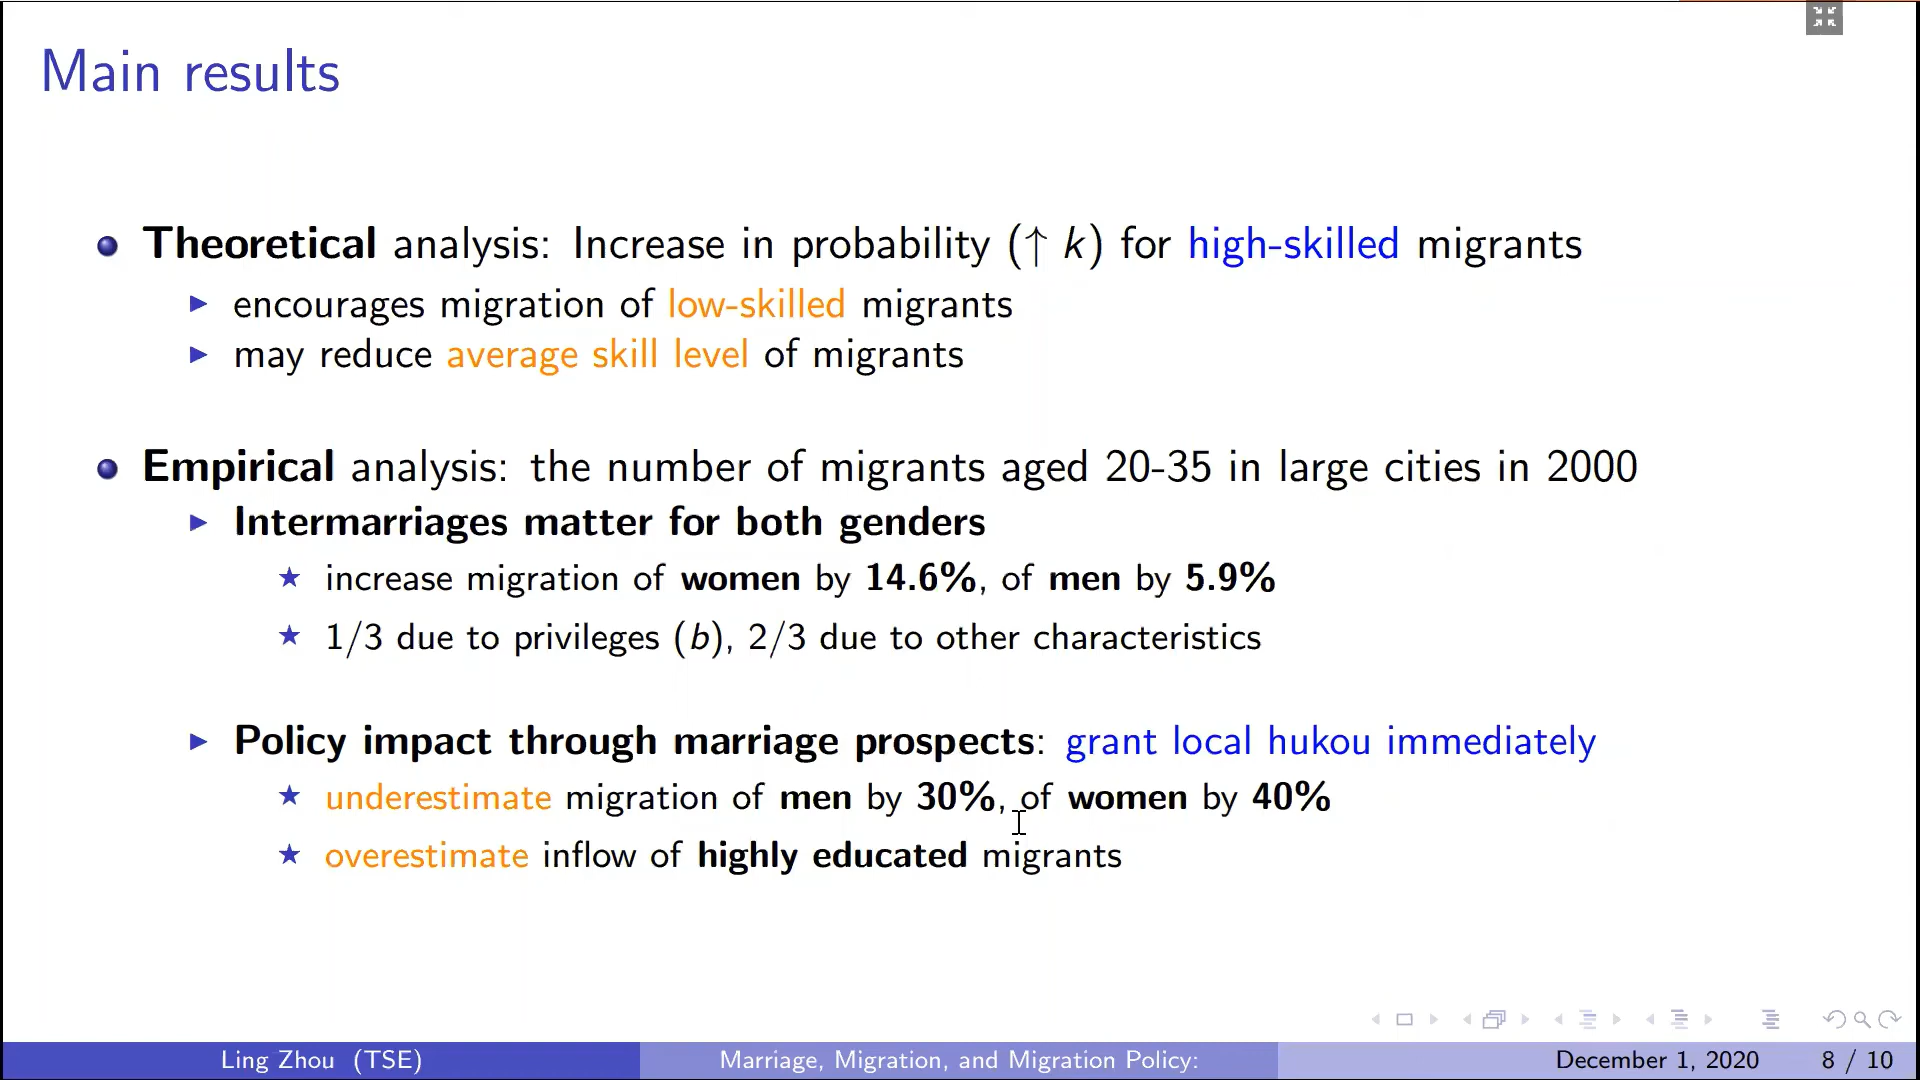 Main results
Theoretical analysis: Increase in probability (↑ k) for high-skilled migrants
encourages migration of low-skilled migrants
may reduce average skill level of migrants
Empirical analysis: the number of migrants aged 20-35 in large cities in 2000
Intermarriages matter for both genders
increase migration of women by 14.6%, of men by 5.9%
1/3 due to privileges (b), 2/3 due to other characteristics
Policy impact through marriage prospects: grant local hukou immediately
underestimate migration of men by 30%, of women by 40%
overestimate inflow of highly educated migrants
Ling Zhou (TSE) Marriage, Migration, and Migration Policy: December 1, 2020 8 / 10